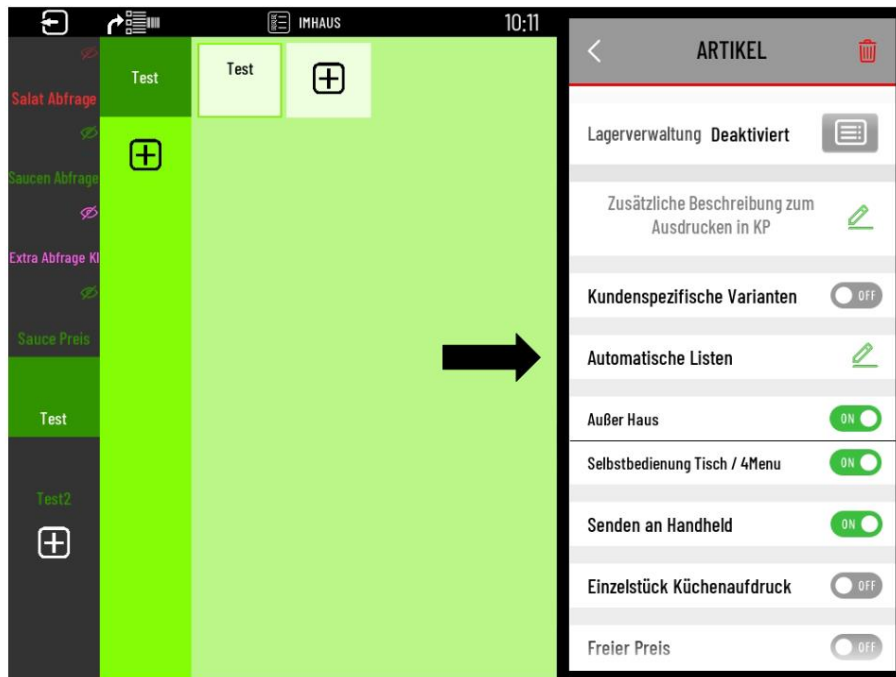 IMHAUS
10:11
Salat Abfrage
Saucen Abfrage
Extra Abfrage Kl
Sauce Preis
Test
Test2
Test
Test
ARTIKEL
Lagerverwaltung Deaktiviert
Zusätzliche Beschreibung zum
Ausdrucken in KP
Kundenspezifische Varianten OFF
Automatische Listen
Außer Haus ON
Selbstbedienung Tisch / 4Menu ON
Senden an Handheld ON
Einzelstück Küchenaufdruck OFF
Freier Preis OFF